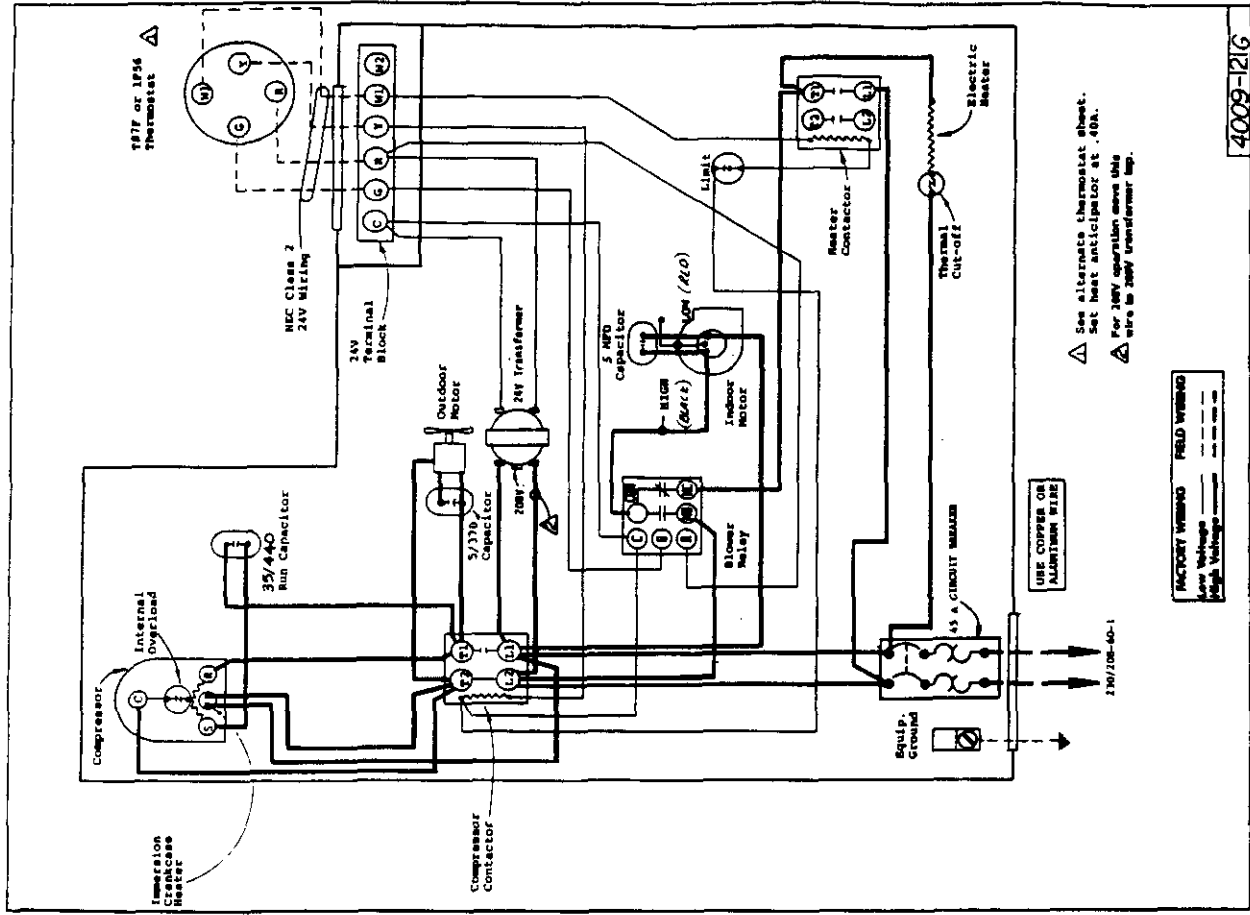 T87F or 1F56
Thermostat
W1
Y
G
R
NEC Class 2
24V Wiring
24V
Terminal
Block
C
G
R
Y
W1
W2
Compressor
Internal
Overload
C
S
R
Immersion
Crankcase
Heater
35/440
Run Capacitor
Outdoor
Motor
5/370
Capacitor
24V Transformer
208V
Compressor
Contactor
T2
T1
L2
L1
5 MFD
Capacitor
HIGH
(BLACK)
LOW (RED)
Indoor
Motor
Blower
Relay
Limit
Heater
Contactor
T2
T1
L2
L1
Electric
Heater
Thermal
Cut-off
Equip.
Ground
45 A CIRCUIT BREAKER
230/208-60-1
USE COPPER OR
ALUMINUM WIRE
FACTORY WIRING FIELD WIRING
Low Voltage
High Voltage
See alternate thermostat sheet.
Set heat anticipator at .40A.
For 208V operation move this
wire to 208V transformer tap.
4009-121G